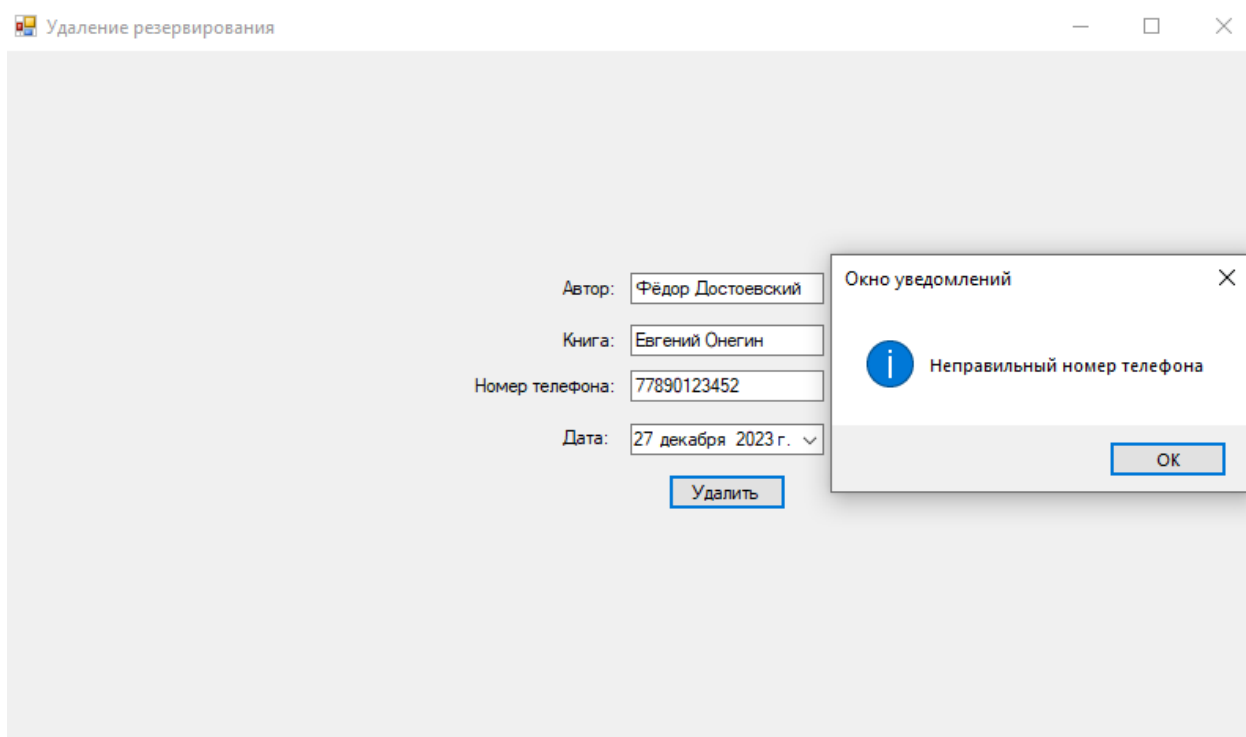 Удаление резервирования
Автор: Фёдор Достоевский
Книга: Евгений Онегин
Номер телефона: 77890123452
Дата: 27 декабря 2023 г.
Удалить
Окно уведомлений
Неправильный номер телефона
ОК